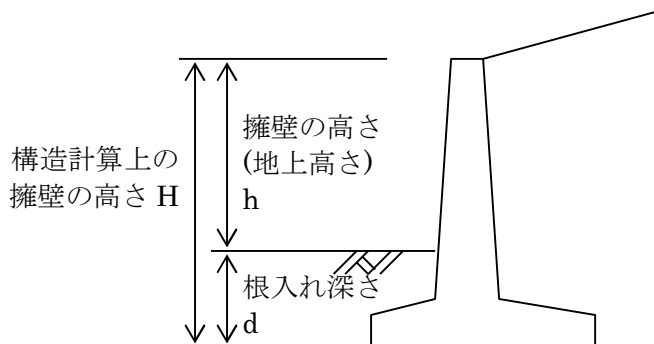 構造計算上の
擁壁の高さ H
擁壁の高さ
(地上高さ)
h
根入れ深さ
d